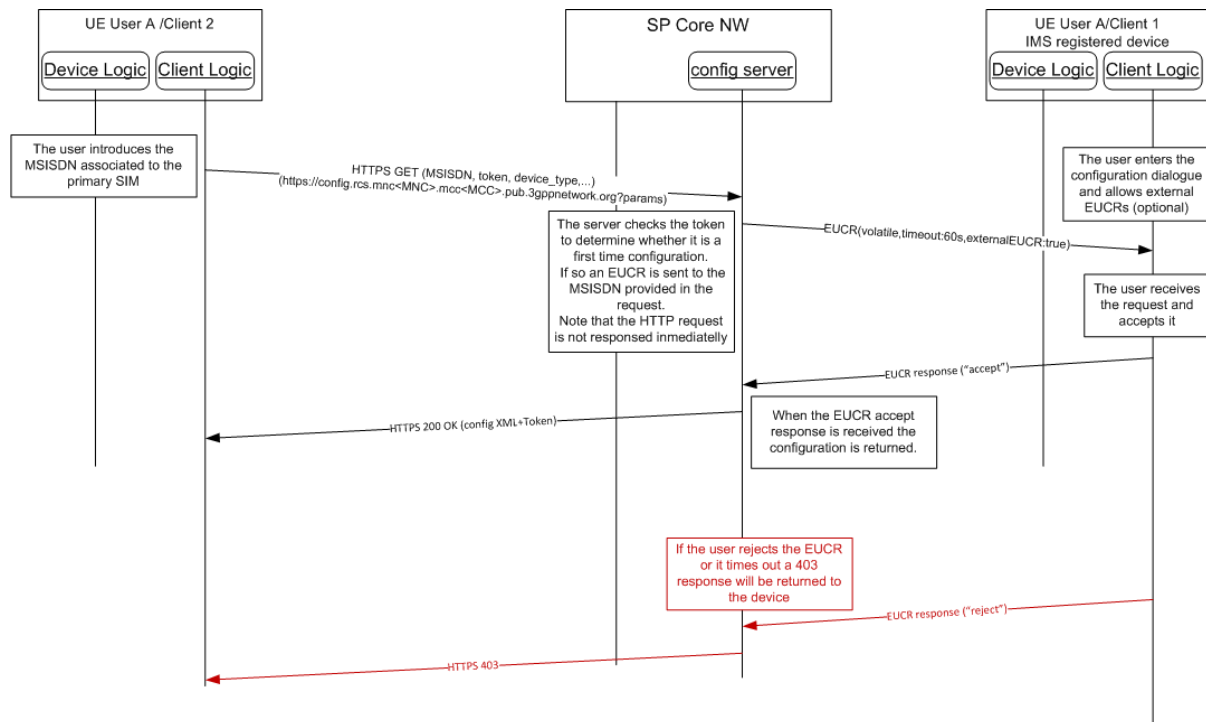 UE User A /Client 2
Device Logic
Client Logic
SP Core NW
config server
UE User A/Client 1
IMS registered device
Device Logic
Client Logic
The user introduces the
MSISDN associated to the
primary SIM
HTTPS GET (MSISDN, token, device_type,...)
(https://config.rcs.mnc<MNC>.mcc<MCC>.pub.3gppnetwork.org?params)
The user enters the
configuration dialogue
and allows external
EUCRs (optional)
The server checks the token
to determine whether it is a
first time configuration.
If so an EUCR is sent to the
MSISDN provided in the
request.
Note that the HTTP request
is not responsed inmediatelly
EUCR(volatile,timeout:60s,externalEUCR:true)
The user receives
the request and
accepts it
EUCR response (“accept”)
HTTPS 200 OK (config XML+Token)
When the EUCR accept
response is received the
configuration is returned.
If the user rejects the EUCR
or it times out a 403
response will be returned to
the device
EUCR response (“reject”)
HTTPS 403